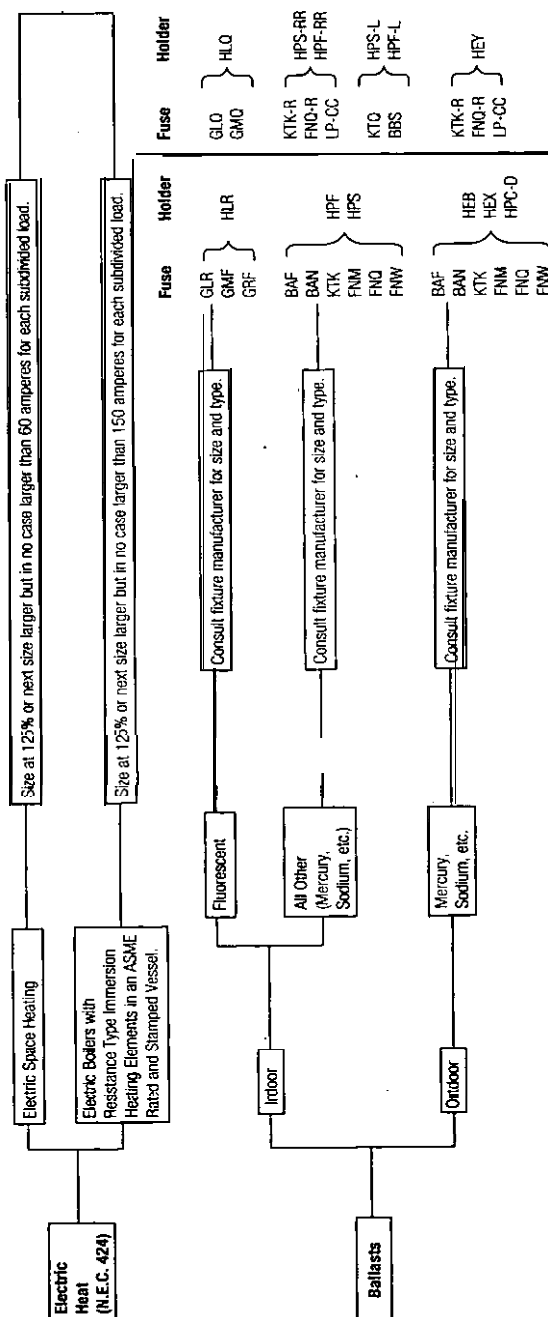 Electric
Heat
(N.E.C. 424)
Electric Space Heating
Size at 125% or next size larger but in no case larger than 60 amperes for each subdivided load.
Electric Boilers with
Resistance Type Immersion
Heating Elements in an ASME
Rated and Stamped Vessel.
Size at 125% or next size larger but in no case larger than 150 amperes for each subdivided load.
Ballasts
Indoor
Fluorescent
Consult fixture manufacturer for size and type.
All Other
(Mercury,
Sodium, etc.)
Consult fixture manufacturer for size and type.
Outdoor
Mercury,
Sodium, etc.
Consult fixture manufacturer for size and type.
Fuse Holder
GLR
GMF
GRF
HLR
BAF
BAN
KTK
FNM
FNQ
FNW
HPF
HPS
BAF
BAN
KTK
FNM
FNQ
FNW
HEB
HEX
HPC-D
Fuse Holder
GLQ
GMQ
HLQ
KTK-R
FNQ-R
LP-CC
HPS-RR
HPF-RR
KTQ
BBS
HPS-L
HPF-L
KTK-R
FNQ-R
LP-CC
HEY